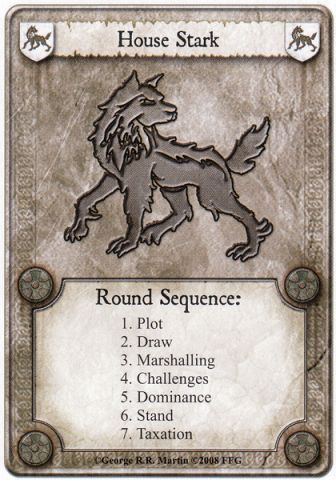 House Stark
Round Sequence:
1. Plot
2. Draw
3. Marshalling
4. Challenges
5. Dominance
6. Stand
7. Taxation
©George R.R. Martin ©2008 FFG